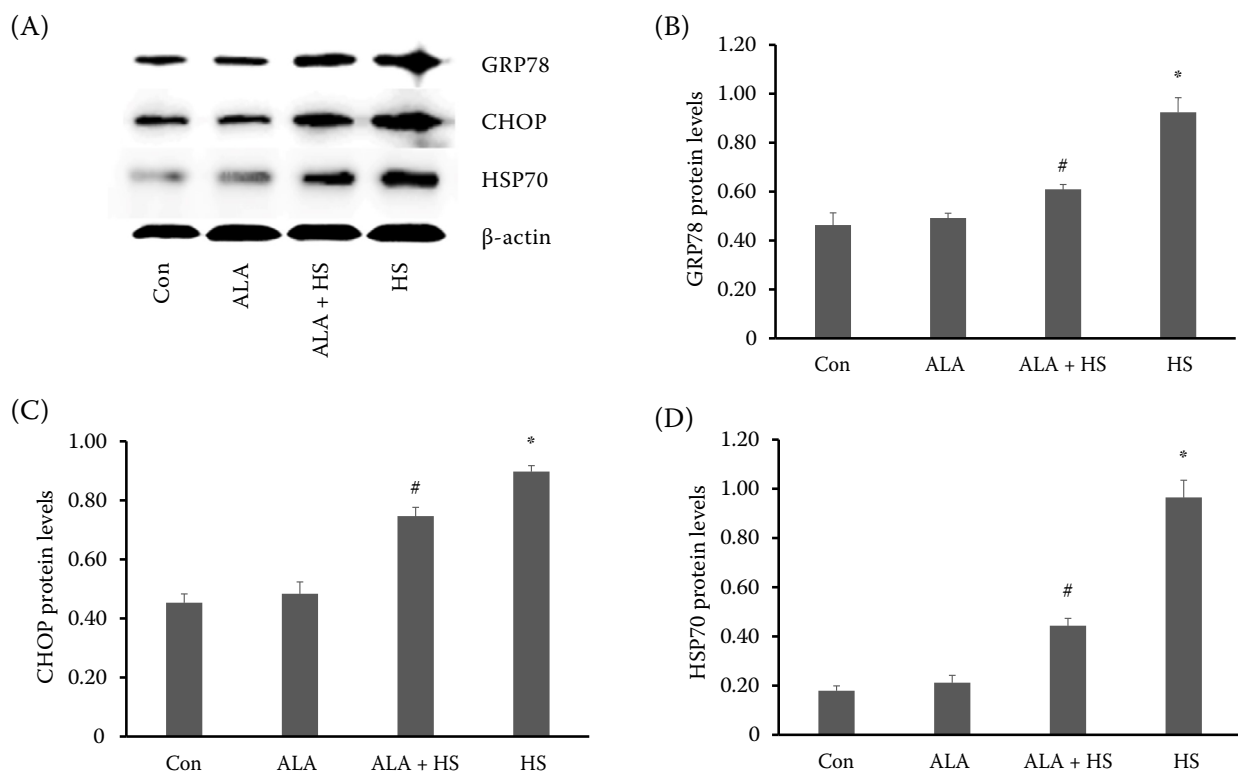 (A)
GRP78
CHOP
HSP70
β-actin
Con
ALA
ALA + HS
HS
(B)
GRP78 protein levels
1.20
1.00
0.80
0.60
0.40
0.20
0
#
*
Con
ALA
ALA + HS
HS
(C)
CHOP protein levels
1.00
0.80
0.60
0.40
0.20
0
#
*
Con
ALA
ALA + HS
HS
(D)
HSP70 protein levels
1.20
1.00
0.80
0.60
0.40
0.20
0
#
*
Con
ALA
ALA + HS
HS